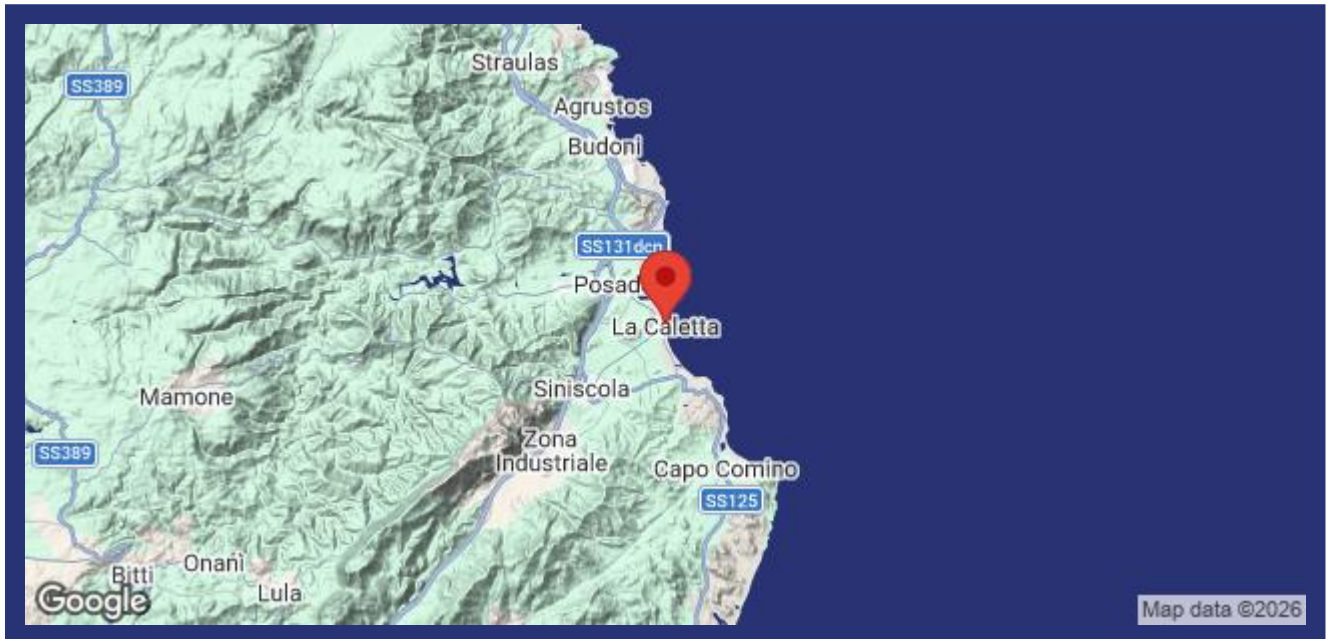 Straulas
SS389
Agrustos
Budoni
SS131dcn
Posad
La Caletta
Siniscola
Mamone
Zona
Industriale
SS389
Capo Comino
SS125
Onanì
Bitti
Lula
Google
Map data ©2026